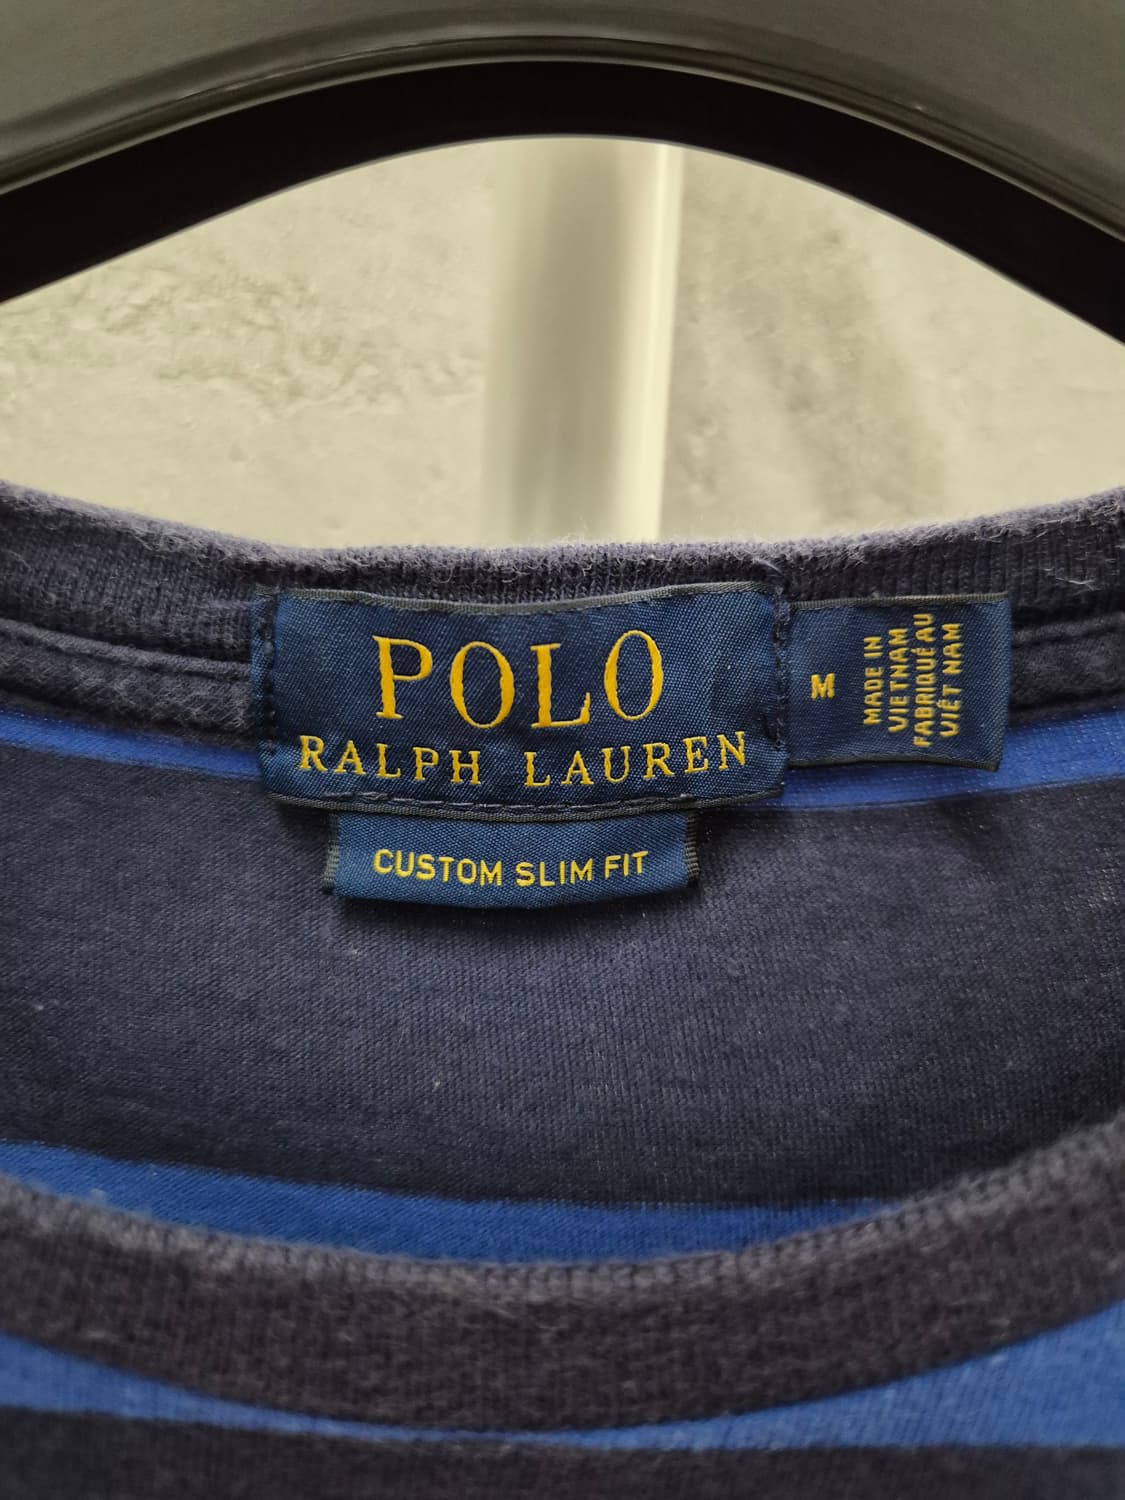 POLO
RALPH LAUREN
CUSTOM SLIM FIT
M
MADE IN
VIETNAM
FABRIQUÉ AU
VIÊT NAM